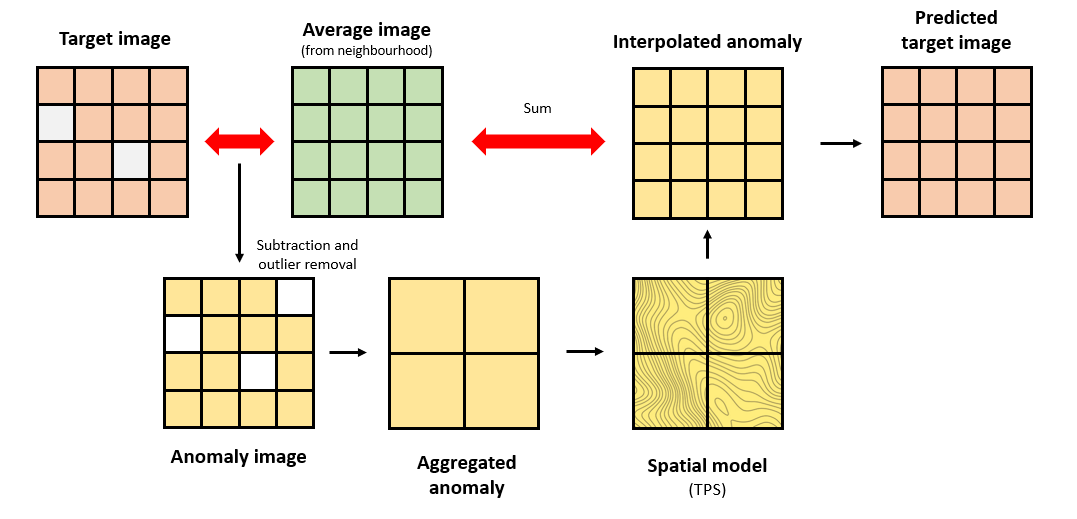 Target image
Average image
(from neighbourhood)
Sum
Interpolated anomaly
Predicted
target image
Subtraction and
outlier removal
Anomaly image
Aggregated
anomaly
Spatial model
(TPS)